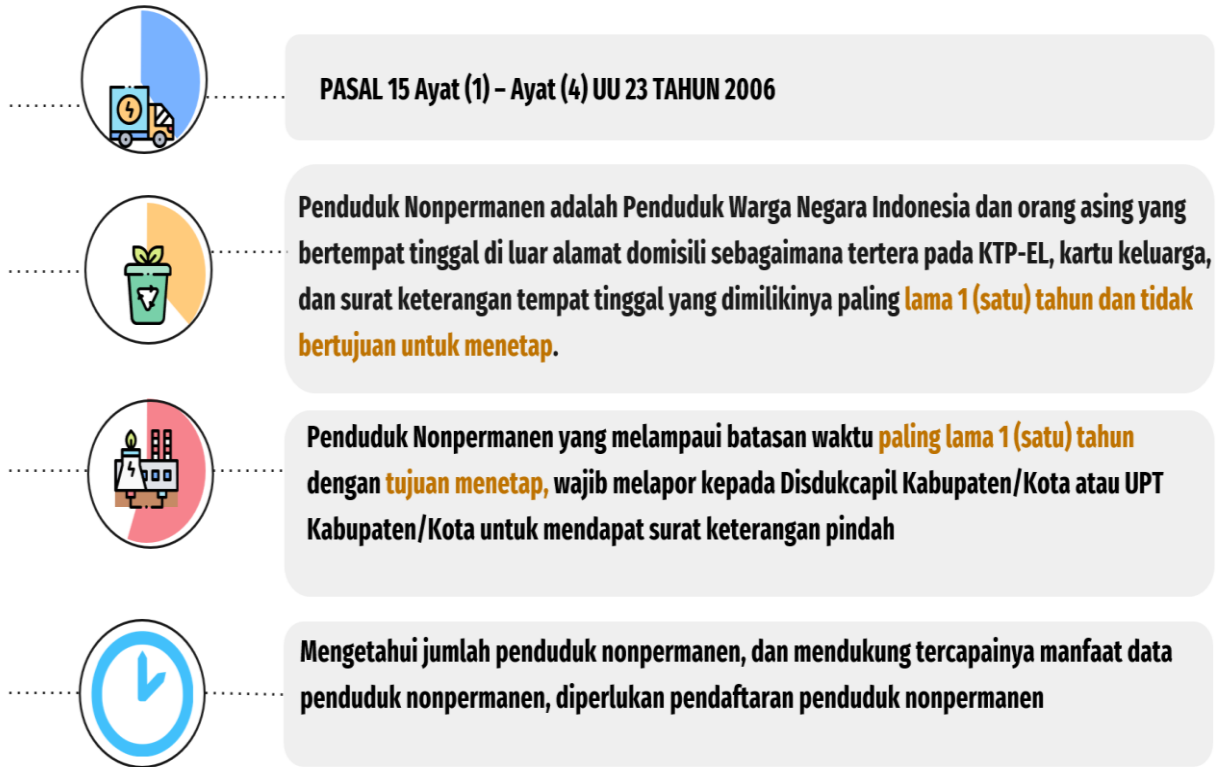 PASAL 15 Ayat (1) – Ayat (4) UU 23 TAHUN 2006
Penduduk Nonpermanen adalah Penduduk Warga Negara Indonesia dan orang asing yang
bertempat tinggal di luar alamat domisili sebagaimana tertera pada KTP-EL, kartu keluarga,
dan surat keterangan tempat tinggal yang dimilikinya paling lama 1 (satu) tahun dan tidak
bertujuan untuk menetap.
Penduduk Nonpermanen yang melampaui batasan waktu paling lama 1 (satu) tahun
dengan tujuan menetap, wajib melapor kepada Disdukcapil Kabupaten/Kota atau UPT
Kabupaten/Kota untuk mendapat surat keterangan pindah
Mengetahui jumlah penduduk nonpermanen, dan mendukung tercapainya manfaat data
penduduk nonpermanen, diperlukan pendaftaran penduduk nonpermanen